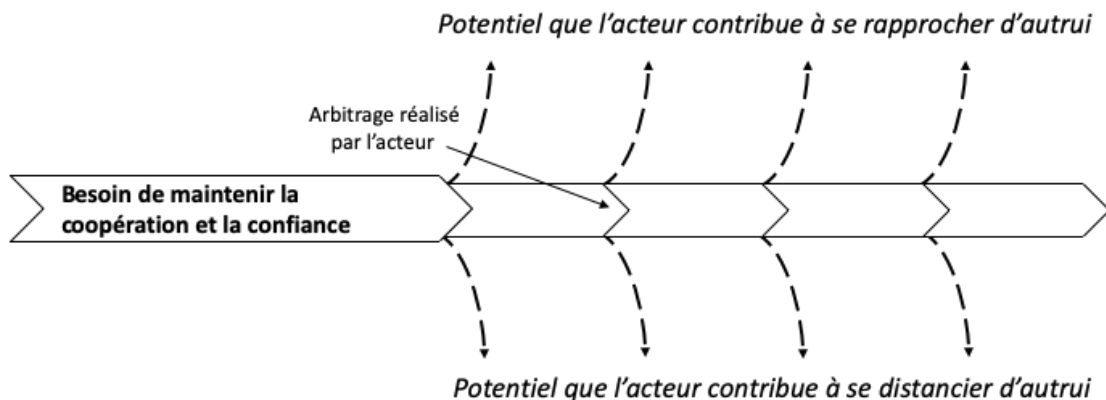 Potentiel que l'acteur contribue à se rapprocher d'autrui
Arbitrage réalisé
par l'acteur
Besoin de maintenir la
coopération et la confiance
Potentiel que l'acteur contribue à se distancier d'autrui